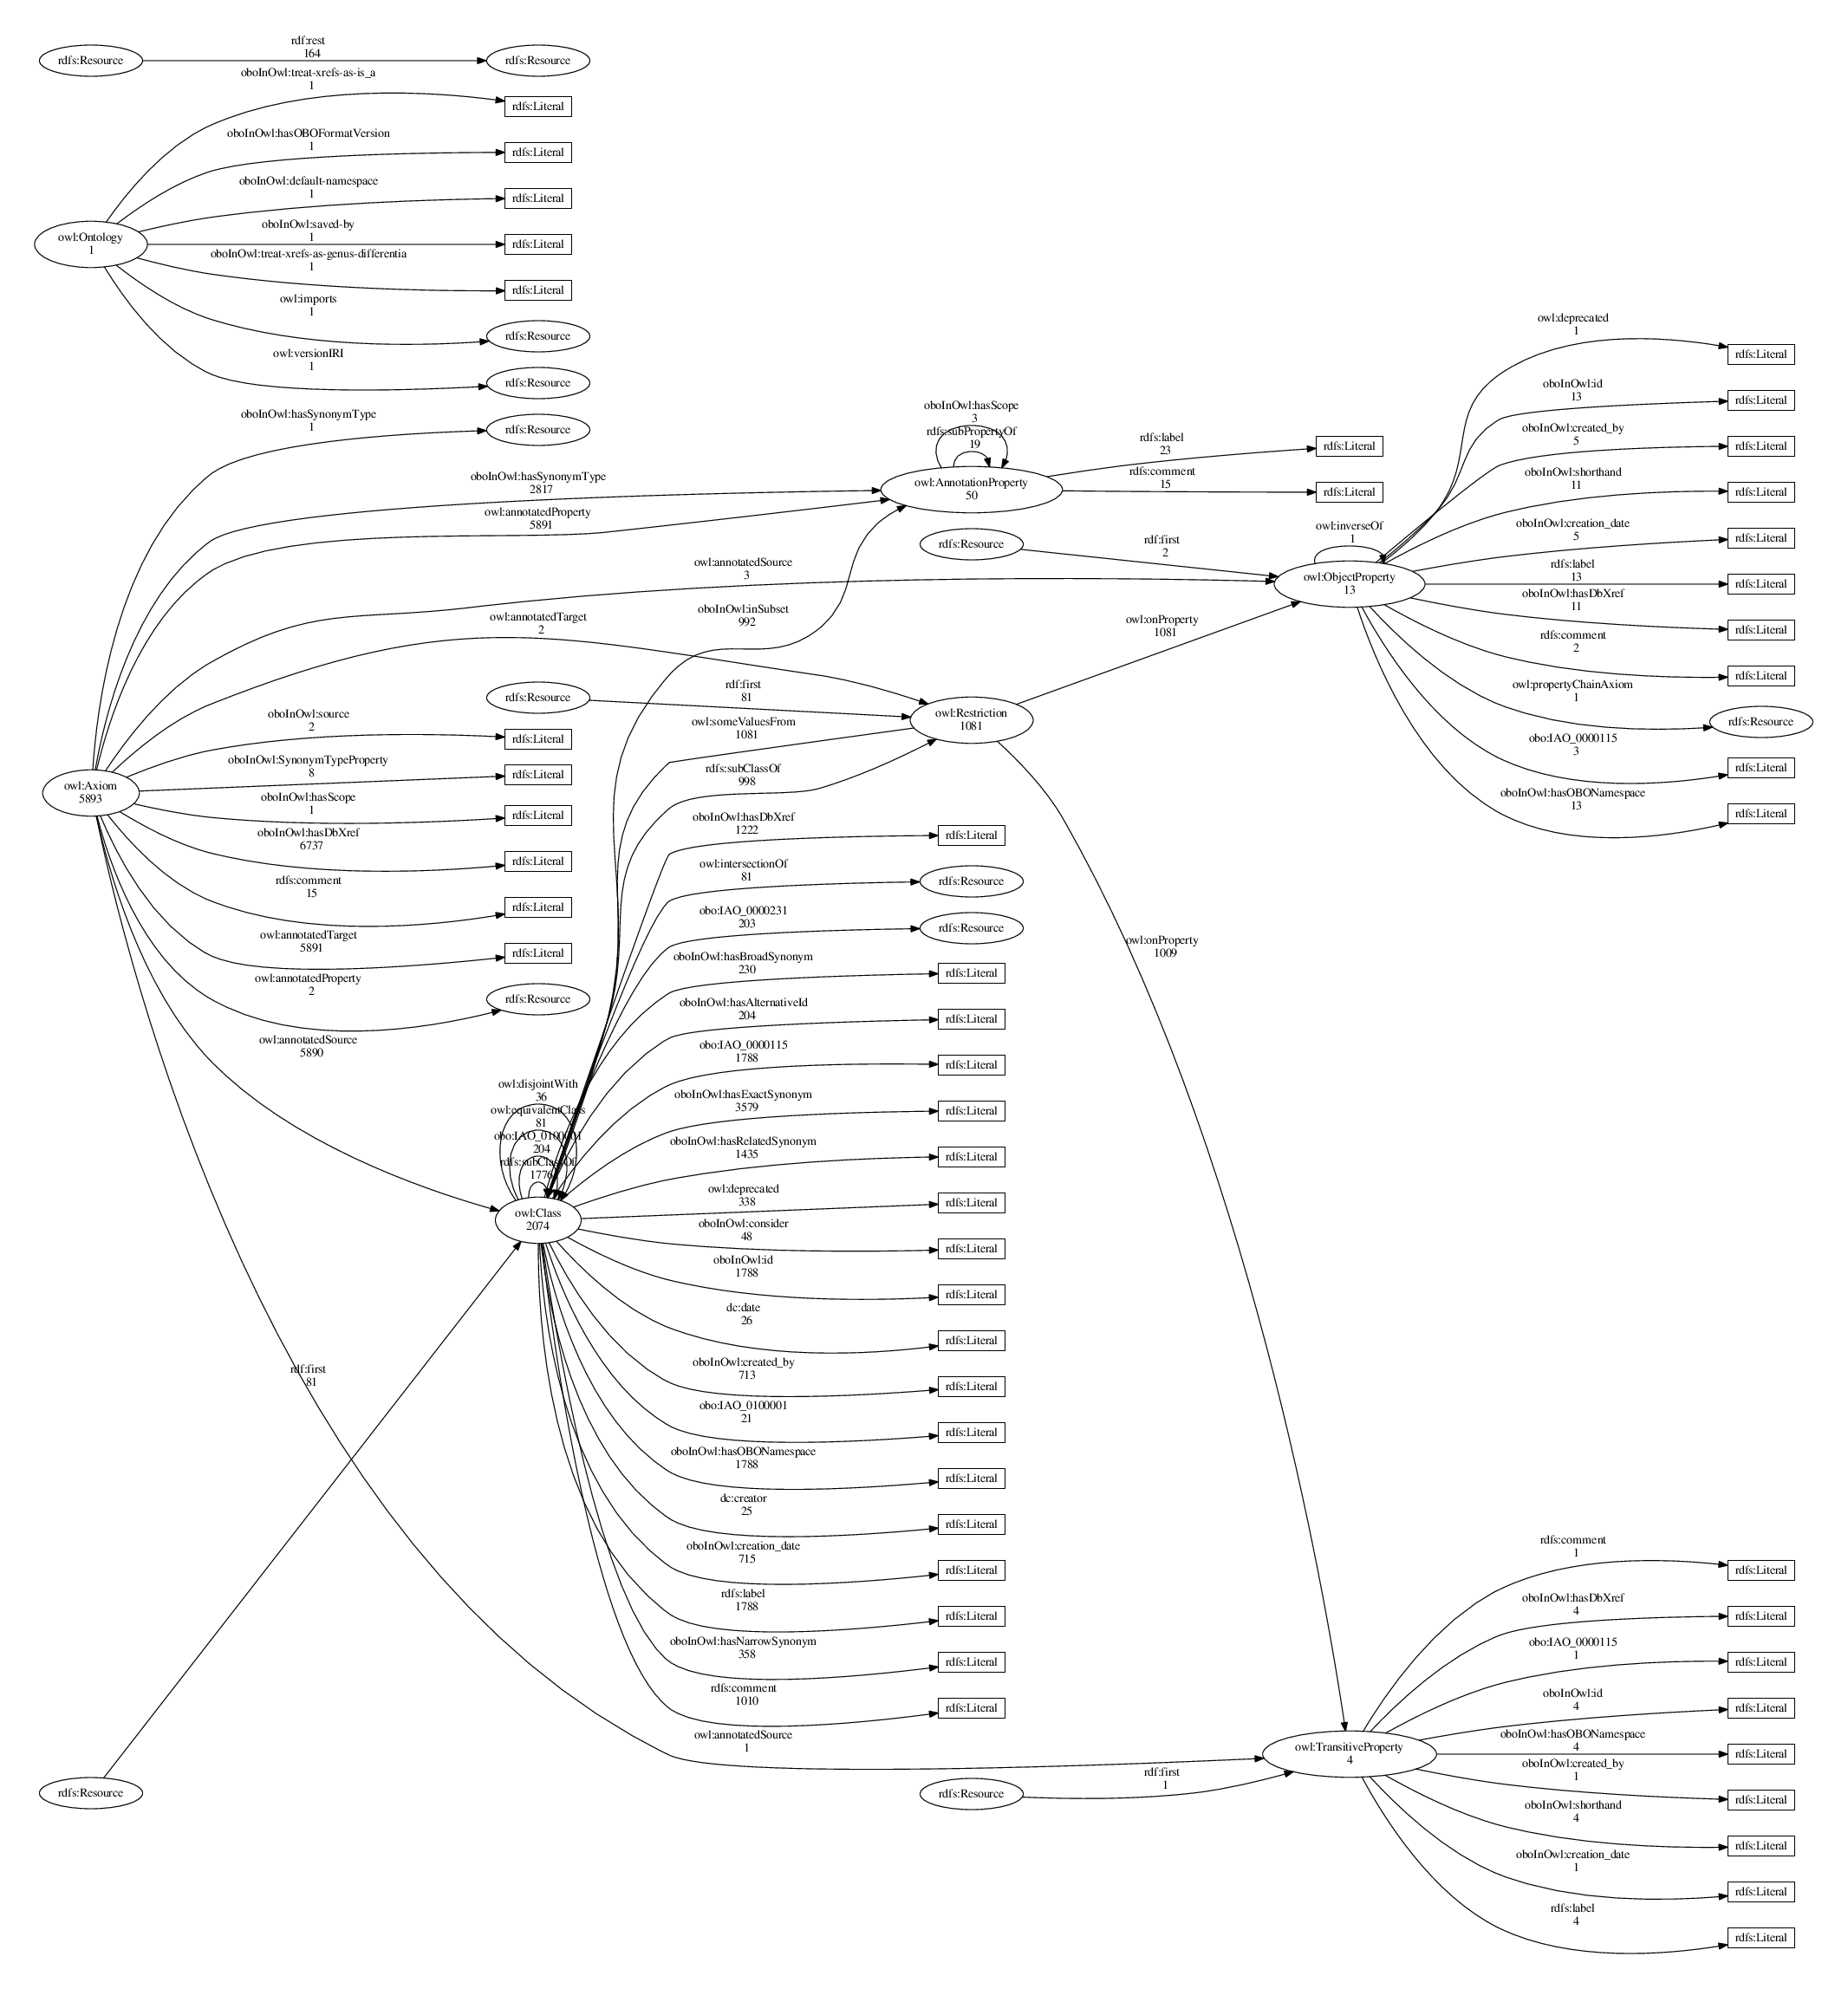 rdf:rest
164
rdfs:Resource
rdfs:Resource
oboInOwl:treat-xrefs-as-is_a
1
rdfs:Literal
oboInOwl:hasOBOFormatVersion
1
rdfs:Literal
oboInOwl:default-namespace
1
rdfs:Literal
owl:Ontology
1
oboInOwl:saved-by
1
rdfs:Literal
oboInOwl:treat-xrefs-as-genus-differentia
1
rdfs:Literal
owl:imports
1
rdfs:Resource
owl:versionIRI
1
rdfs:Resource
oboInOwl:hasSynonymType
1
rdfs:Resource
oboInOwl:hasSynonymType
2817
owl:annotatedProperty
5891
owl:annotatedSource
3
owl:annotatedTarget
2
oboInOwl:inSubset
992
oboInOwl:hasScope
3
rdfs:subPropertyOf
19
owl:AnnotationProperty
50
rdfs:label
23
rdfs:Literal
rdfs:comment
15
rdfs:Literal
rdfs:Resource
rdf:first
2
owl:inverseOf
1
owl:ObjectProperty
13
owl:onProperty
1081
owl:deprecated
1
rdfs:Literal
oboInOwl:id
13
rdfs:Literal
oboInOwl:created_by
5
rdfs:Literal
oboInOwl:shorthand
11
rdfs:Literal
oboInOwl:creation_date
5
rdfs:Literal
rdfs:label
13
rdfs:Literal
oboInOwl:hasDbXref
11
rdfs:Literal
rdfs:comment
2
rdfs:Literal
owl:propertyChainAxiom
1
rdfs:Resource
obo:IAO_0000115
3
rdfs:Literal
oboInOwl:hasOBONamespace
13
rdfs:Literal
rdfs:Resource
rdf:first
81
owl:Restriction
1081
owl:someValuesFrom
1081
rdfs:subClassOf
998
owl:Axiom
5893
oboInOwl:source
2
rdfs:Literal
oboInOwl:SynonymTypeProperty
8
rdfs:Literal
oboInOwl:hasScope
1
rdfs:Literal
oboInOwl:hasDbXref
6737
rdfs:Literal
rdfs:comment
15
rdfs:Literal
owl:annotatedTarget
5891
rdfs:Literal
owl:annotatedProperty
2
rdfs:Resource
owl:annotatedSource
5890
oboInOwl:hasDbXref
1222
rdfs:Literal
owl:intersectionOf
81
rdfs:Resource
obo:IAO_0000231
203
rdfs:Resource
owl:onProperty
1009
oboInOwl:hasBroadSynonym
230
rdfs:Literal
oboInOwl:hasAlternativeId
204
rdfs:Literal
obo:IAO_0000115
1788
rdfs:Literal
oboInOwl:hasExactSynonym
3579
rdfs:Literal
oboInOwl:hasRelatedSynonym
1435
rdfs:Literal
owl:disjointWith
36
owl:equivalentClass
81
obo:IAO_0100001
204
rdfs:subClassOf
1776
owl:Class
2074
owl:deprecated
338
rdfs:Literal
oboInOwl:consider
48
rdfs:Literal
oboInOwl:id
1788
rdfs:Literal
dc:date
26
rdfs:Literal
rdf:first
81
oboInOwl:created_by
713
rdfs:Literal
obo:IAO_0100001
21
rdfs:Literal
oboInOwl:hasOBONamespace
1788
rdfs:Literal
dc:creator
25
rdfs:Literal
oboInOwl:creation_date
715
rdfs:Literal
rdfs:label
1788
rdfs:Literal
oboInOwl:hasNarrowSynonym
358
rdfs:Literal
rdfs:comment
1010
rdfs:Literal
owl:annotatedSource
1
rdfs:Resource
rdfs:Resource
rdf:first
1
owl:TransitiveProperty
4
rdfs:comment
1
rdfs:Literal
oboInOwl:hasDbXref
4
rdfs:Literal
obo:IAO_0000115
1
rdfs:Literal
oboInOwl:id
4
rdfs:Literal
oboInOwl:hasOBONamespace
4
rdfs:Literal
oboInOwl:created_by
1
rdfs:Literal
oboInOwl:shorthand
4
rdfs:Literal
oboInOwl:creation_date
1
rdfs:Literal
rdfs:label
4
rdfs:Literal